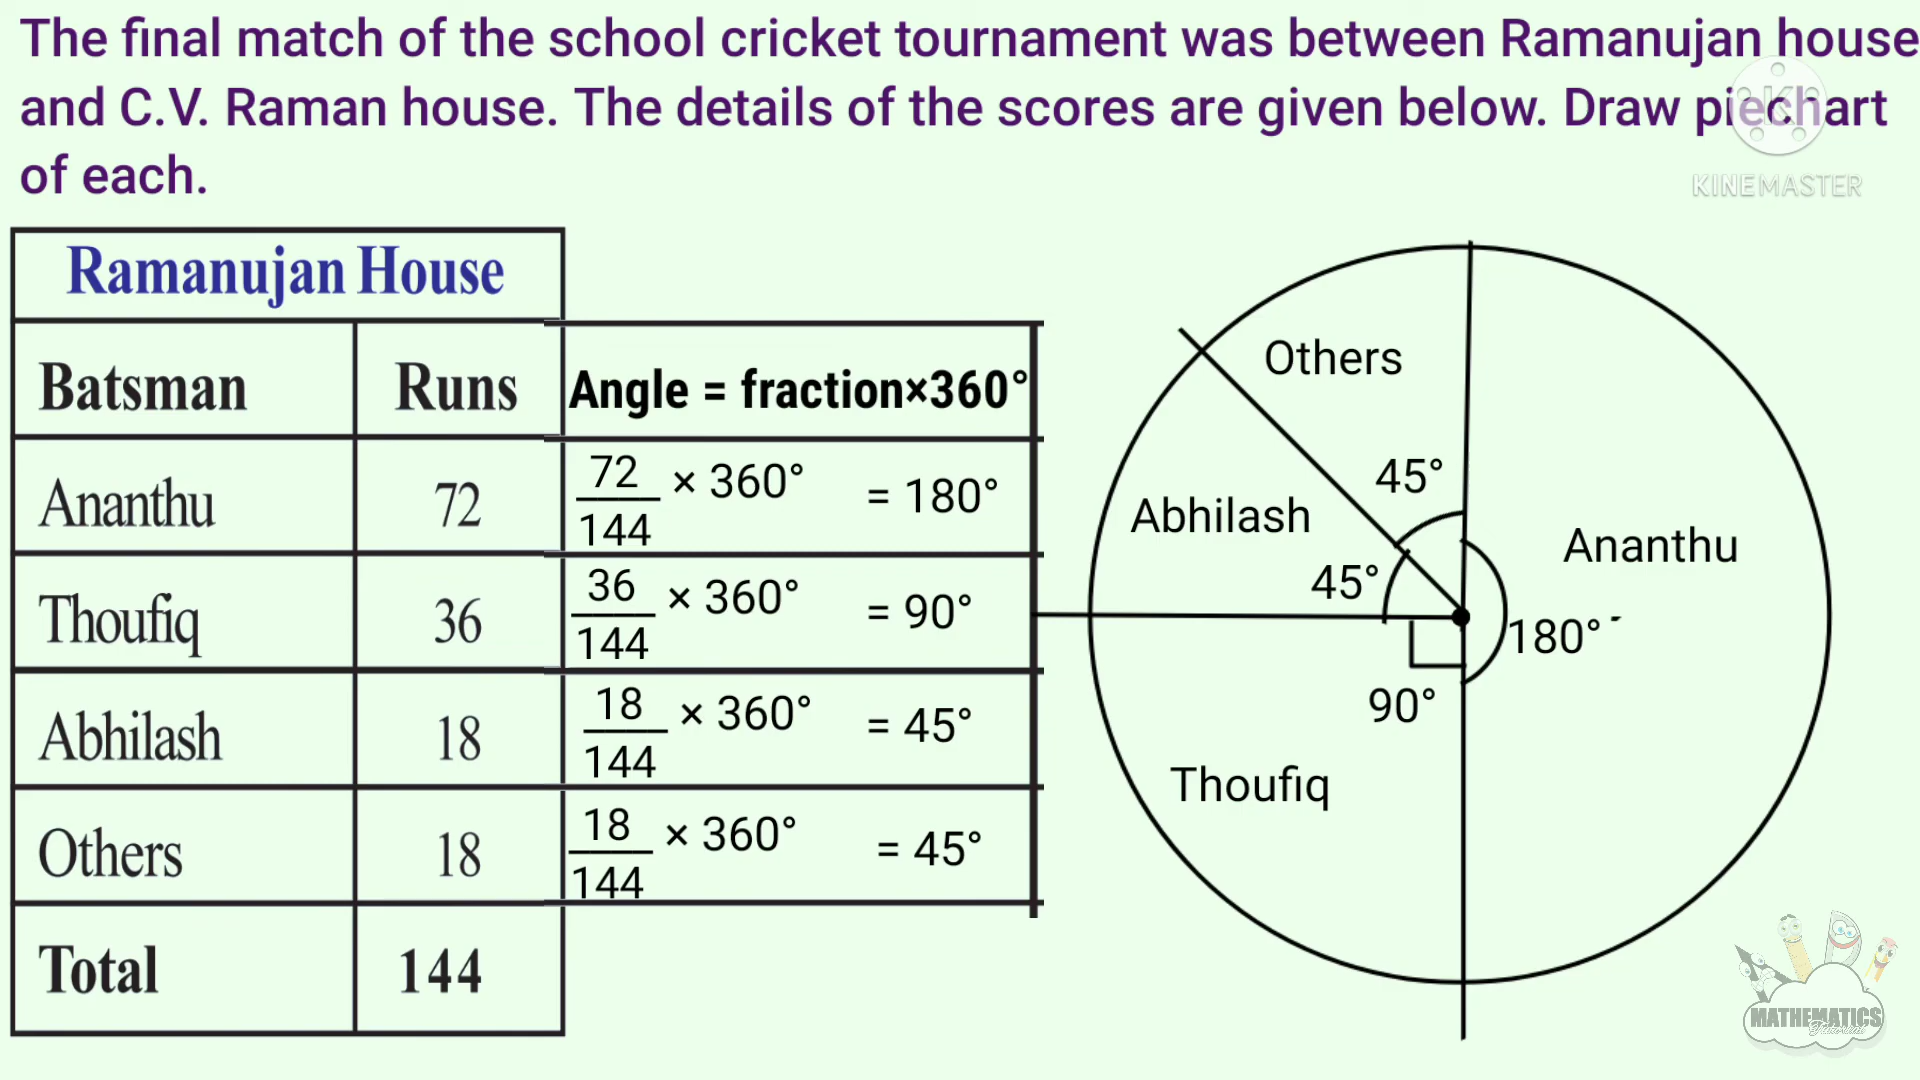 The final match of the school cricket tournament was between Ramanujan house
and C.V. Raman house. The details of the scores are given below. Draw piechart
of each.
KINEMASTER
Ramanujan House
Batsman Runs Angle = fraction×360°
Ananthu 72 72/144 × 360° = 180°
Thoufiq 36 36/144 × 360° = 90°
Abhilash 18 18/144 × 360° = 45°
Others 18 18/144 × 360° = 45°
Total 144
Others
45°
Abhilash
45°
Ananthu
180°
90°
Thoufiq
MATHEMATICS